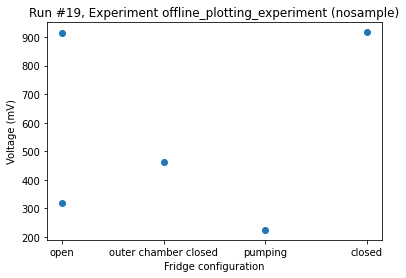 Run #19, Experiment offline_plotting_experiment (nosample)
Voltage (mV)
900
800
700
600
500
400
300
200
open outer chamber closed pumping closed
Fridge configuration